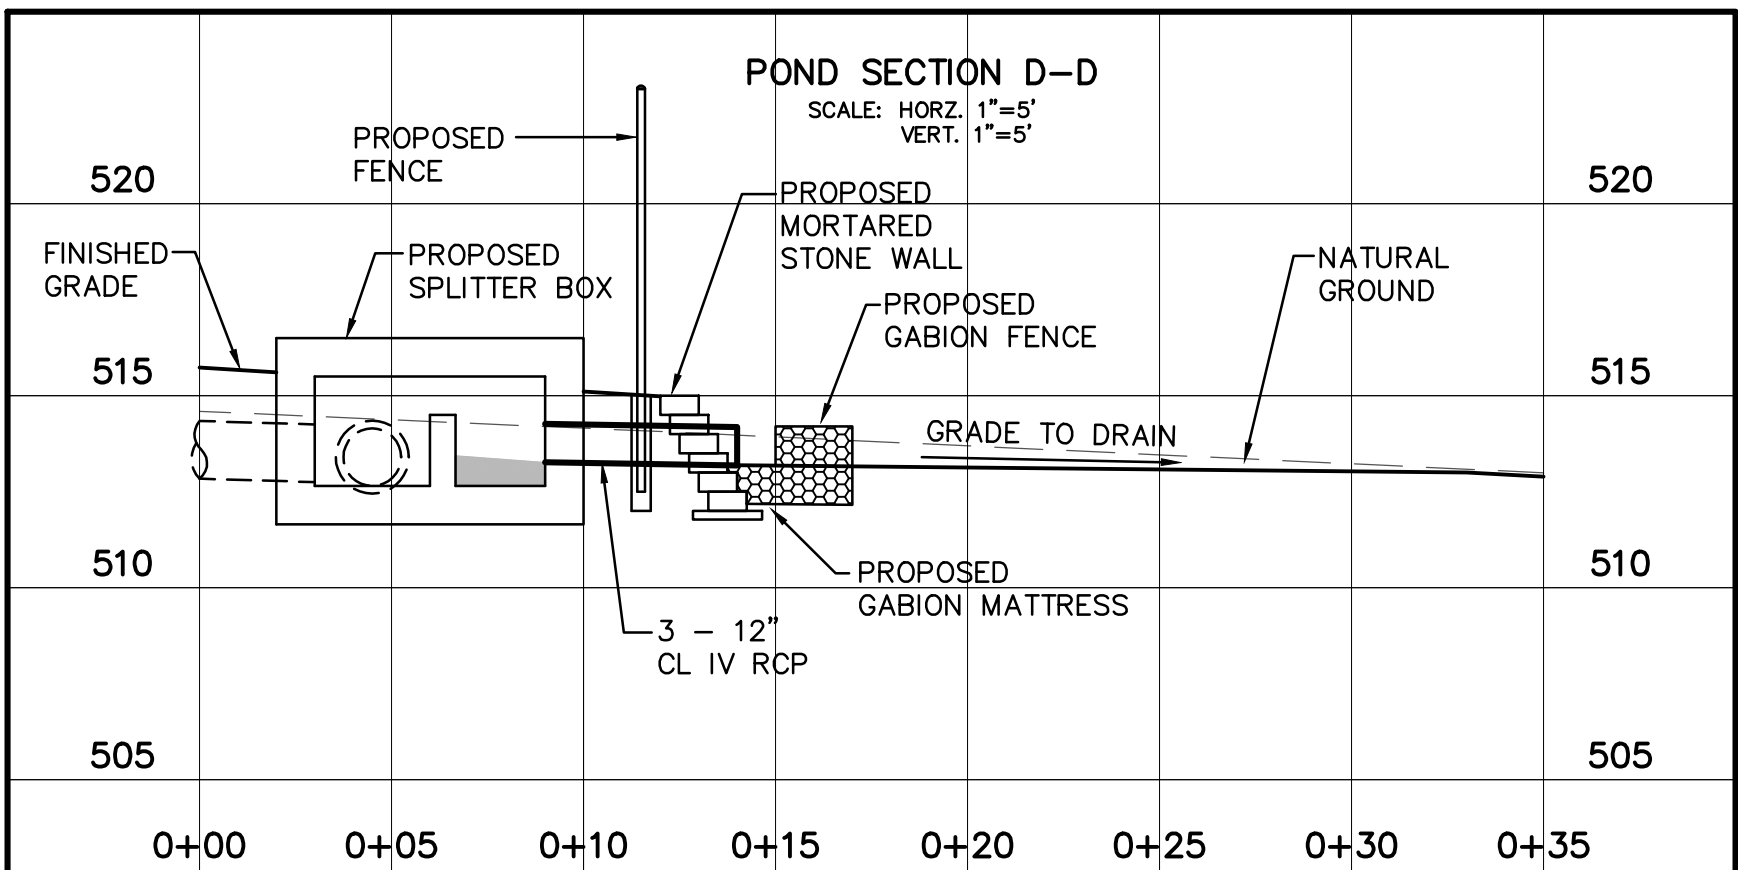 POND SECTION D-D
SCALE: HORZ. 1"=5'
VERT. 1"=5'
PROPOSED
FENCE
520
520
PROPOSED
MORTARED
STONE WALL
FINISHED
GRADE
PROPOSED
SPLITTER BOX
NATURAL
GROUND
PROPOSED
GABION FENCE
515
515
GRADE TO DRAIN
510
510
PROPOSED
GABION MATTRESS
3 - 12"
CL IV RCP
505
505
0+00 0+05 0+10 0+15 0+20 0+25 0+30 0+35